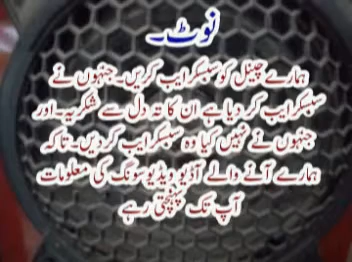 نوٹ۔
ہمارے چینل کو سبسکرایب کریں۔ جنہوں نے
سبسکرایب کر دیا ہے ان کا تہ دل سے شکریہ۔ اور
جنہوں نے نہیں کیا وہ سبسکرایب کر دیں۔ تاکہ
ہمارے آنے والے آڈیو ویڈیو سونگ کی معلومات
آپ تک پہنچتی رہے